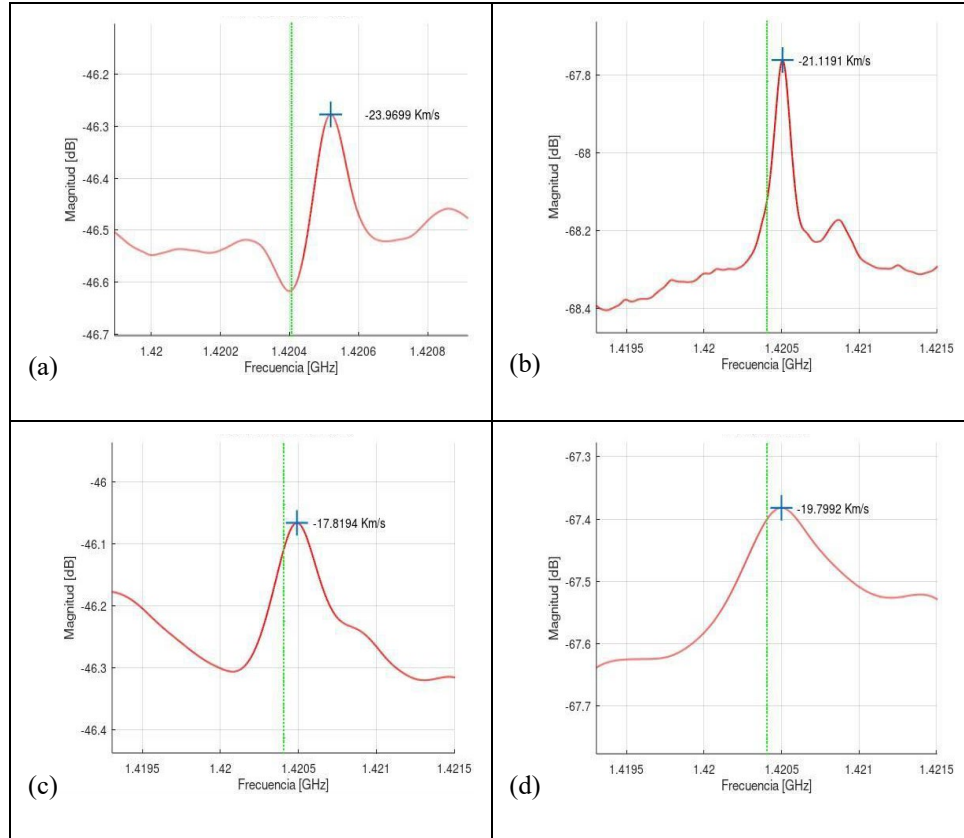 -46.2
-46.3
-46.4
-46.5
-46.6
-46.7
Magnitud [dB]
-23.9699 Km/s
1.42
1.4202
1.4204
1.4206
1.4208
Frecuencia [GHz]
(a)
-67.8
-68
-68.2
-68.4
Magnitud [dB]
-21.1191 Km/s
1.4195
1.42
1.4205
1.421
1.4215
Frecuencia [GHz]
(b)
-46
-46.1
-46.2
-46.3
-46.4
Magnitud [dB]
-17.8194 Km/s
1.4195
1.42
1.4205
1.421
1.4215
Frecuencia [GHz]
(c)
-67.3
-67.4
-67.5
-67.6
-67.7
Magnitud [dB]
-19.7992 Km/s
1.4195
1.42
1.4205
1.421
1.4215
Frecuencia [GHz]
(d)